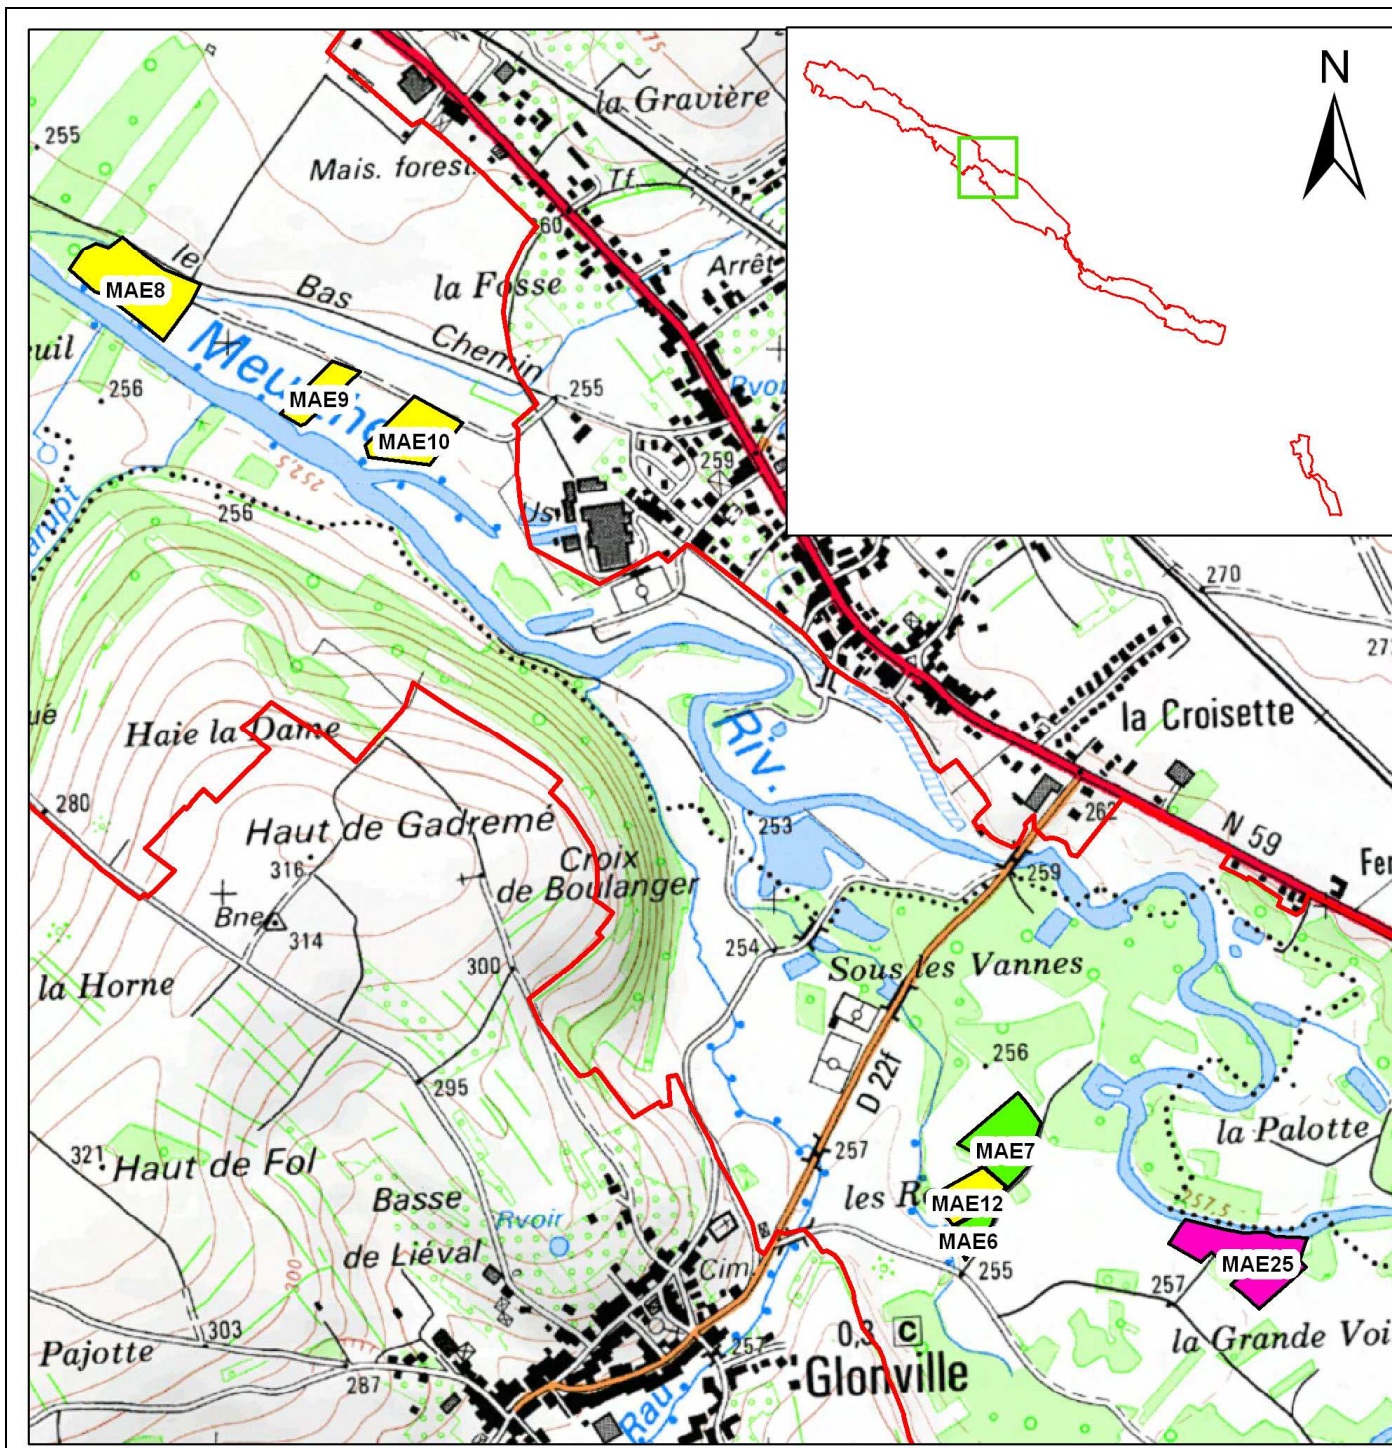 275
la Gravière
N
255
Mais. forest.
Tf
60
Arrêt
MAE8
le
Bas
la Fosse
Chemin
Meurthe
MAE9
255
256
MAE10
259
252,5
256
Us.
270
Haie la Dame
Riv.
la Croisette
280
Haut de Gadremé
253
262
N 59
316
Croix
de Boulanger
259
Bne
314
254
Sous les Vannes
la Horne
300
256
295
D 22f
MAE7
la Palotte
321
Haut de Fol
257
Basse
les R
MAE12
257.5
Rvoir
de Liéval
MAE6
MAE25
Cim.
255
257
300
303
0,3
C
la Grande Voi
Pajotte
257
287
Glonville
Rau